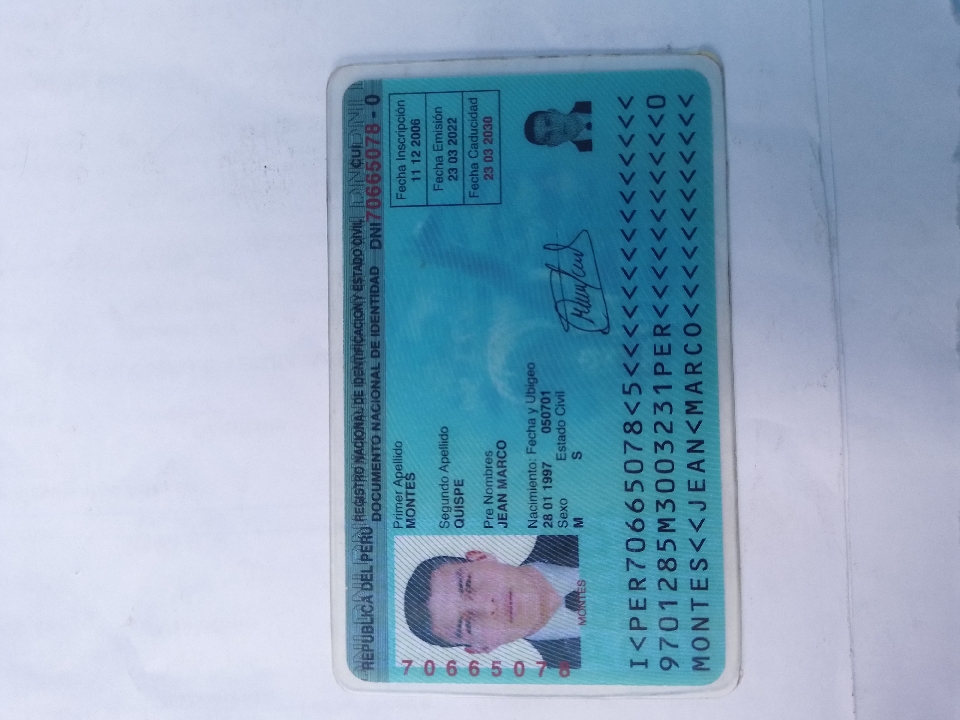 REPUBLICA DEL PERÚ REGISTRO NACIONAL DE IDENTIFICACION Y ESTADO CIVIL CUI
DOCUMENTO NACIONAL DE IDENTIDAD DNI 70665078 - 0
Primer Apellido
MONTES
Segundo Apellido
QUISPE
Pre Nombres
JEAN MARCO
Nacimiento: Fecha y Ubigeo
28 01 1997 050701
Sexo Estado Civil
M S
Fecha Inscripción
11 12 2006
Fecha Emisión
23 03 2022
Fecha Caducidad
23 03 2030
MONTES
70665078
I<PER70665078<5<<<<<<<<<<<<<<<
9701285M3003231PER<<<<<<<<<<<0
MONTES<<JEAN<MARCO<<<<<<<<<<<<